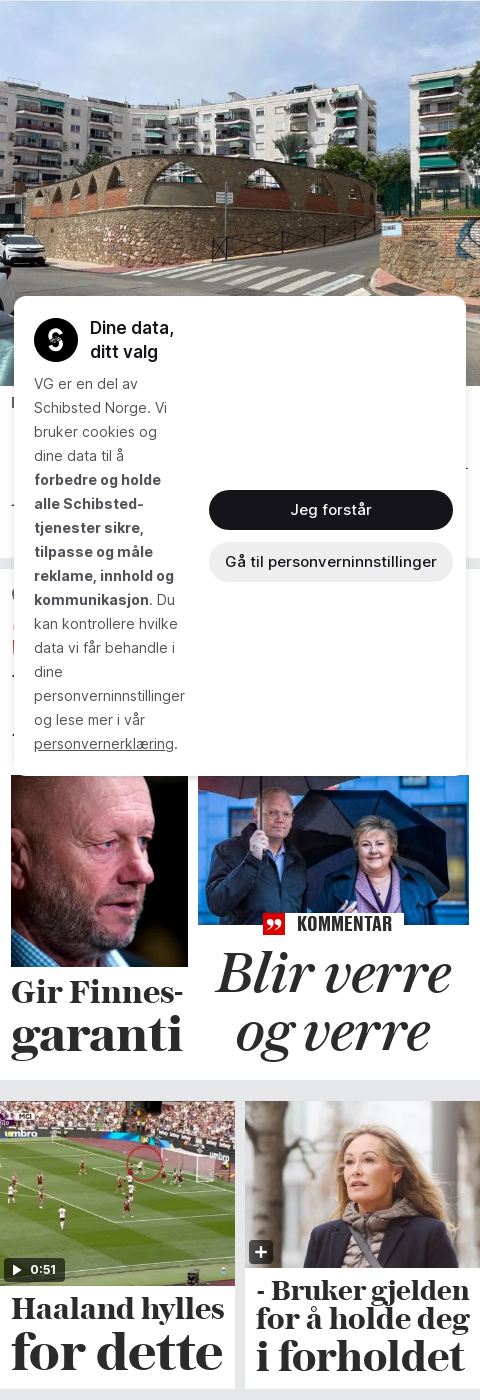 Dine data,
ditt valg
VG er en del av
Schibsted Norge. Vi
bruker cookies og
dine data til å
forbedre og holde
alle Schibsted-
tjenester sikre,
tilpasse og måle
reklame, innhold og
kommunikasjon. Du
kan kontrollere hvilke
data vi får behandle i
dine
personverninnstillinger
og lese mer i vår
personvernerklæring.
Jeg forstår
Gå til personverninnstillinger
KOMMENTAR
Gir Finnes-
garanti
Blir verre
og verre
MCI
umbro
umbro
0:51
Haaland hylles
for dette
- Bruker gjelden
for å holde deg
i forholdet